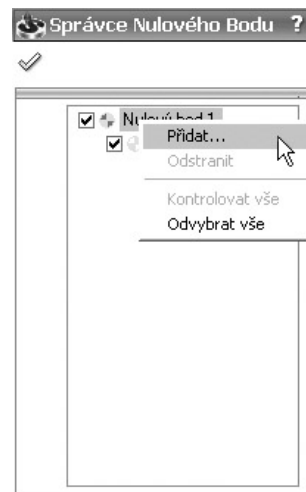 Správce Nulového Bodu ?
Nulový bod 1
Přidat...
Odstranit
Kontrolovat vše
Odvybrat vše